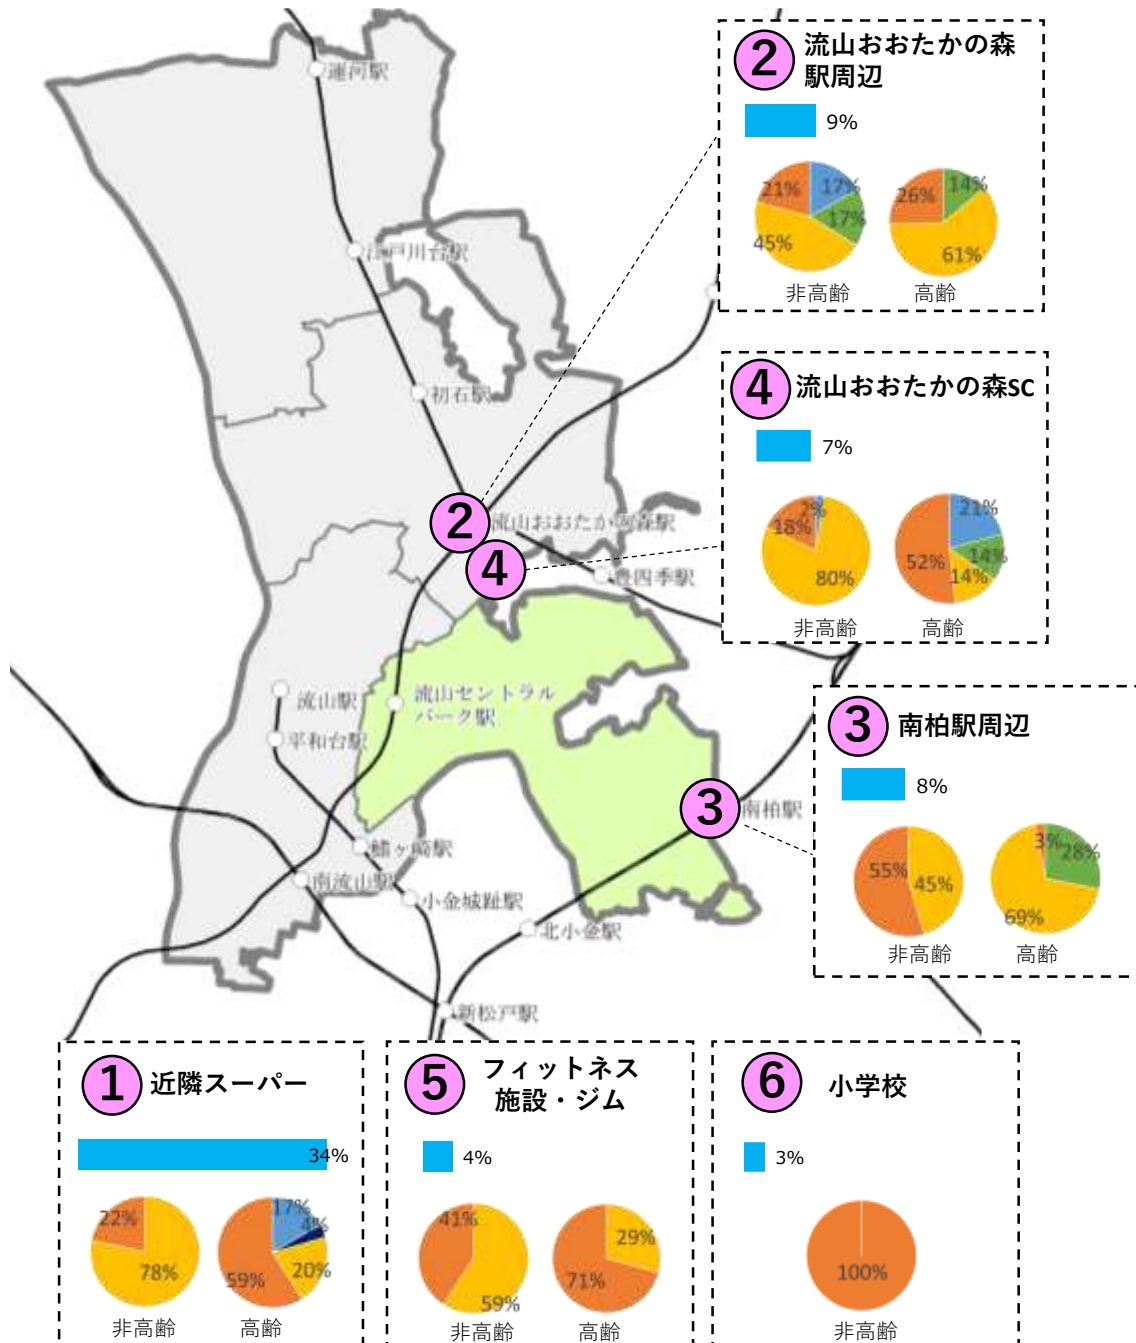 運河駅
江戸川台駅
初石駅
② 流山おおたかの森
駅周辺
9%
21%
17%
17%
45%
非高齢
26%
14%
61%
高齢
④ 流山おおたかの森SC
7%
2%
18%
80%
非高齢
21%
14%
14%
52%
高齢
②
流山おおたかの森駅
④
豊四季駅
流山セントラル
パーク駅
流山駅
平和台駅
③ 南柏駅周辺
8%
55%
45%
非高齢
3%
28%
69%
高齢
③
南柏駅
鰭ヶ崎駅
南流山駅
小金城趾駅
北小金駅
新松戸駅
① 近隣スーパー
34%
22%
78%
非高齢
17%
4%
20%
59%
高齢
⑤ フィットネス
施設・ジム
4%
41%
59%
非高齢
29%
71%
高齢
⑥ 小学校
3%
100%
非高齢